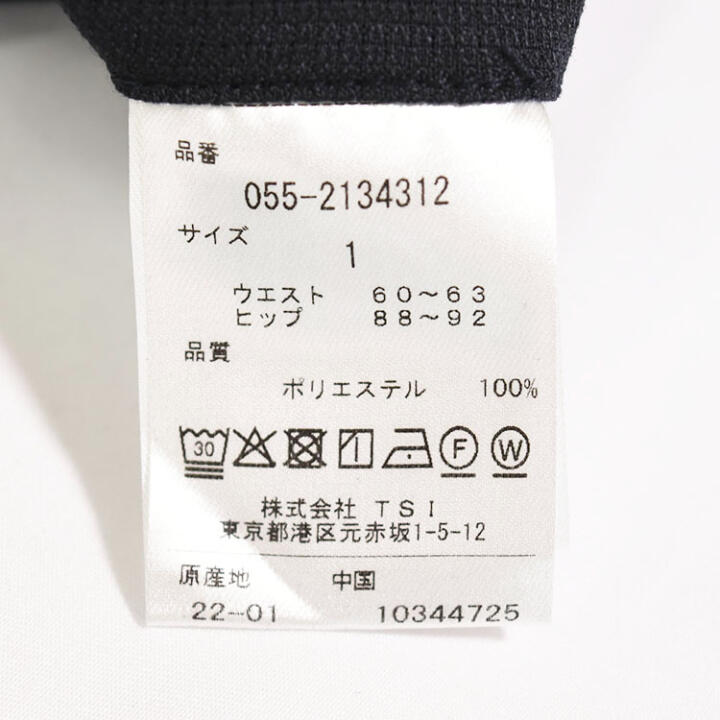 品番
055-2134312
サイズ
1
ウエスト 60～63
ヒップ 88～92
品質
ポリエステル 100%
30 F W
株式会社 TSI
東京都港区元赤坂1-5-12
原産地 中国
22-01 10344725